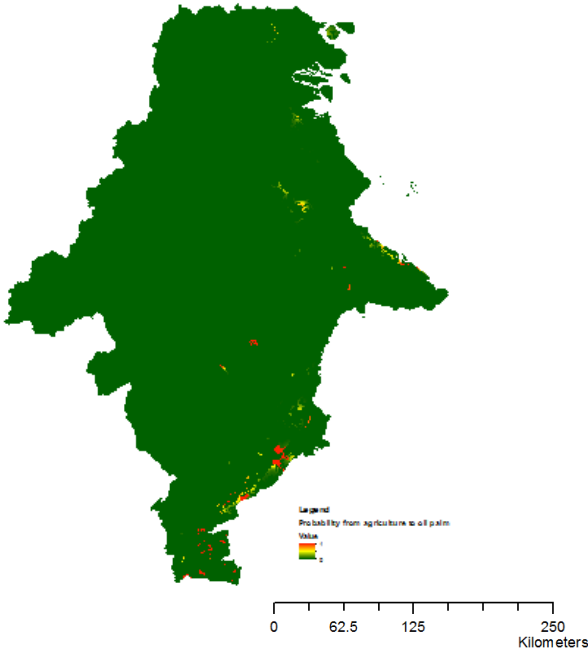 Legend
Probability from agriculture to oil palm
Value
1
0
0 62.5 125 250
Kilometers